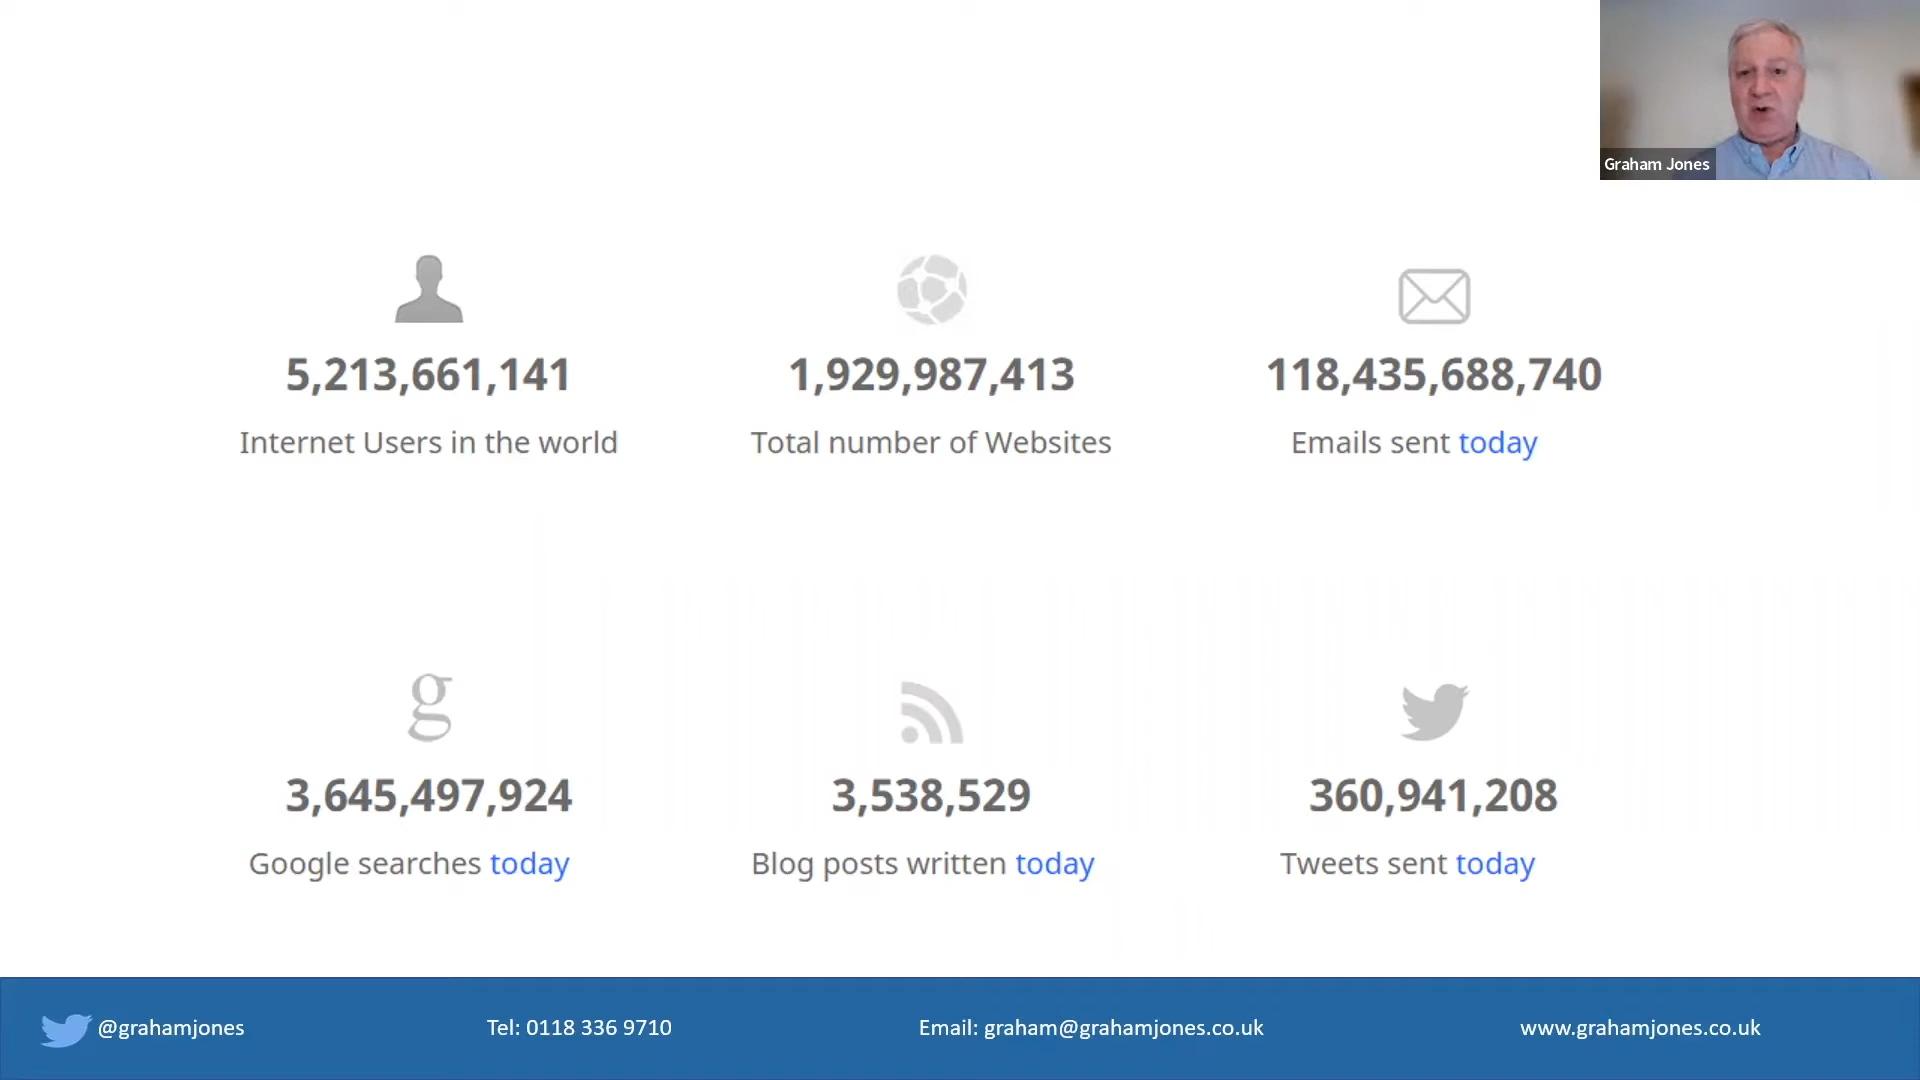 Graham Jones
5,213,661,141
Internet Users in the world
1,929,987,413
Total number of Websites
118,435,688,740
Emails sent today
g
3,645,497,924
Google searches today
3,538,529
Blog posts written today
360,941,208
Tweets sent today
@grahamjones
Tel: 0118 336 9710
Email: graham@grahamjones.co.uk
www.grahamjones.co.uk